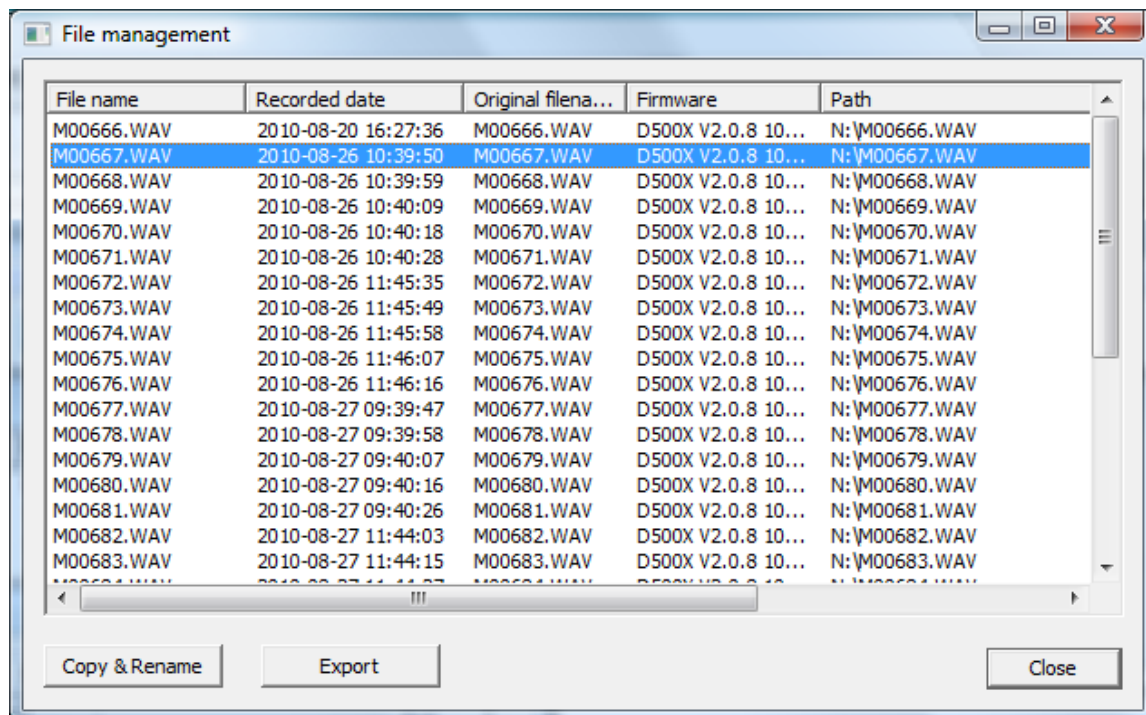 File management
File name Recorded date Original filena... Firmware Path
M00666.WAV 2010-08-20 16:27:36 M00666.WAV D500X V2.0.8 10... N:\M00666.WAV
M00667.WAV 2010-08-26 10:39:50 M00667.WAV D500X V2.0.8 10... N:\M00667.WAV
M00668.WAV 2010-08-26 10:39:59 M00668.WAV D500X V2.0.8 10... N:\M00668.WAV
M00669.WAV 2010-08-26 10:40:09 M00669.WAV D500X V2.0.8 10... N:\M00669.WAV
M00670.WAV 2010-08-26 10:40:18 M00670.WAV D500X V2.0.8 10... N:\M00670.WAV
M00671.WAV 2010-08-26 10:40:28 M00671.WAV D500X V2.0.8 10... N:\M00671.WAV
M00672.WAV 2010-08-26 11:45:35 M00672.WAV D500X V2.0.8 10... N:\M00672.WAV
M00673.WAV 2010-08-26 11:45:49 M00673.WAV D500X V2.0.8 10... N:\M00673.WAV
M00674.WAV 2010-08-26 11:45:58 M00674.WAV D500X V2.0.8 10... N:\M00674.WAV
M00675.WAV 2010-08-26 11:46:07 M00675.WAV D500X V2.0.8 10... N:\M00675.WAV
M00676.WAV 2010-08-26 11:46:16 M00676.WAV D500X V2.0.8 10... N:\M00676.WAV
M00677.WAV 2010-08-27 09:39:47 M00677.WAV D500X V2.0.8 10... N:\M00677.WAV
M00678.WAV 2010-08-27 09:39:58 M00678.WAV D500X V2.0.8 10... N:\M00678.WAV
M00679.WAV 2010-08-27 09:40:07 M00679.WAV D500X V2.0.8 10... N:\M00679.WAV
M00680.WAV 2010-08-27 09:40:16 M00680.WAV D500X V2.0.8 10... N:\M00680.WAV
M00681.WAV 2010-08-27 09:40:26 M00681.WAV D500X V2.0.8 10... N:\M00681.WAV
M00682.WAV 2010-08-27 11:44:03 M00682.WAV D500X V2.0.8 10... N:\M00682.WAV
M00683.WAV 2010-08-27 11:44:15 M00683.WAV D500X V2.0.8 10... N:\M00683.WAV
Copy & Rename Export Close